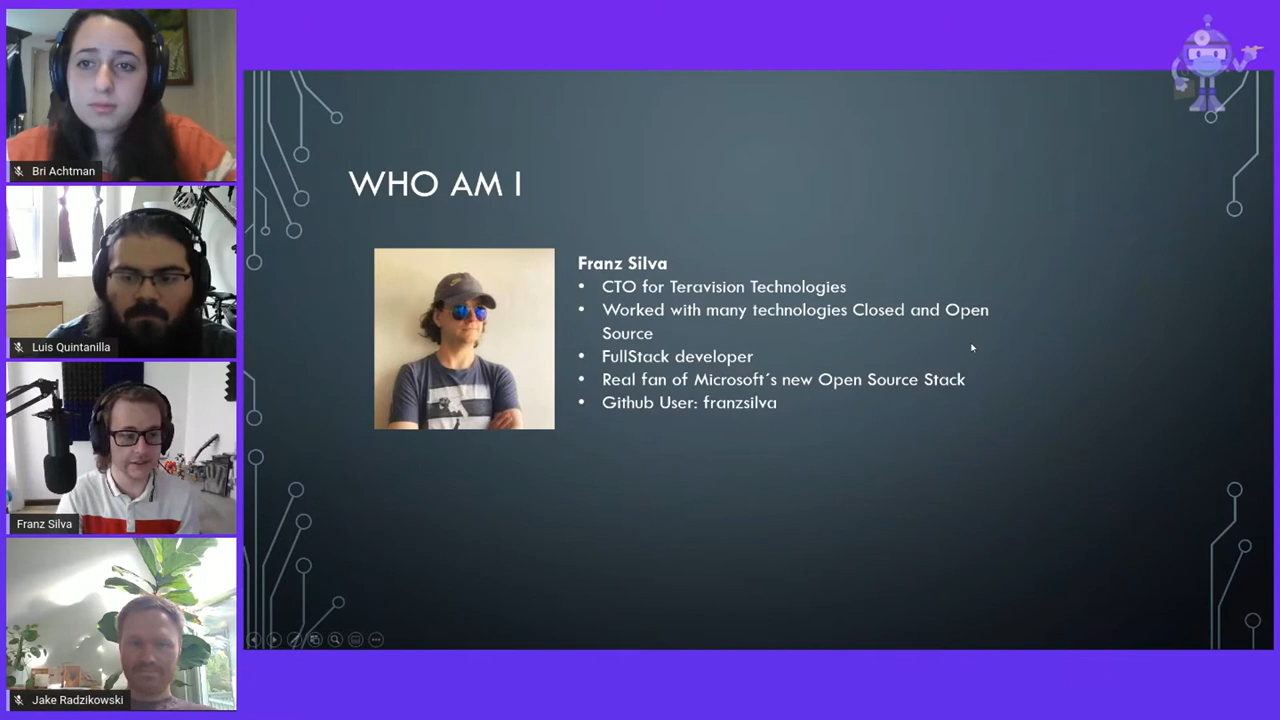 Bri Achtman
Luis Quintanilla
Franz Silva
Jake Radzikowski
WHO AM I
Franz Silva
• CTO for Teravision Technologies
• Worked with many technologies Closed and Open
Source
• FullStack developer
• Real fan of Microsoft´s new Open Source Stack
• Github User: franzsilva